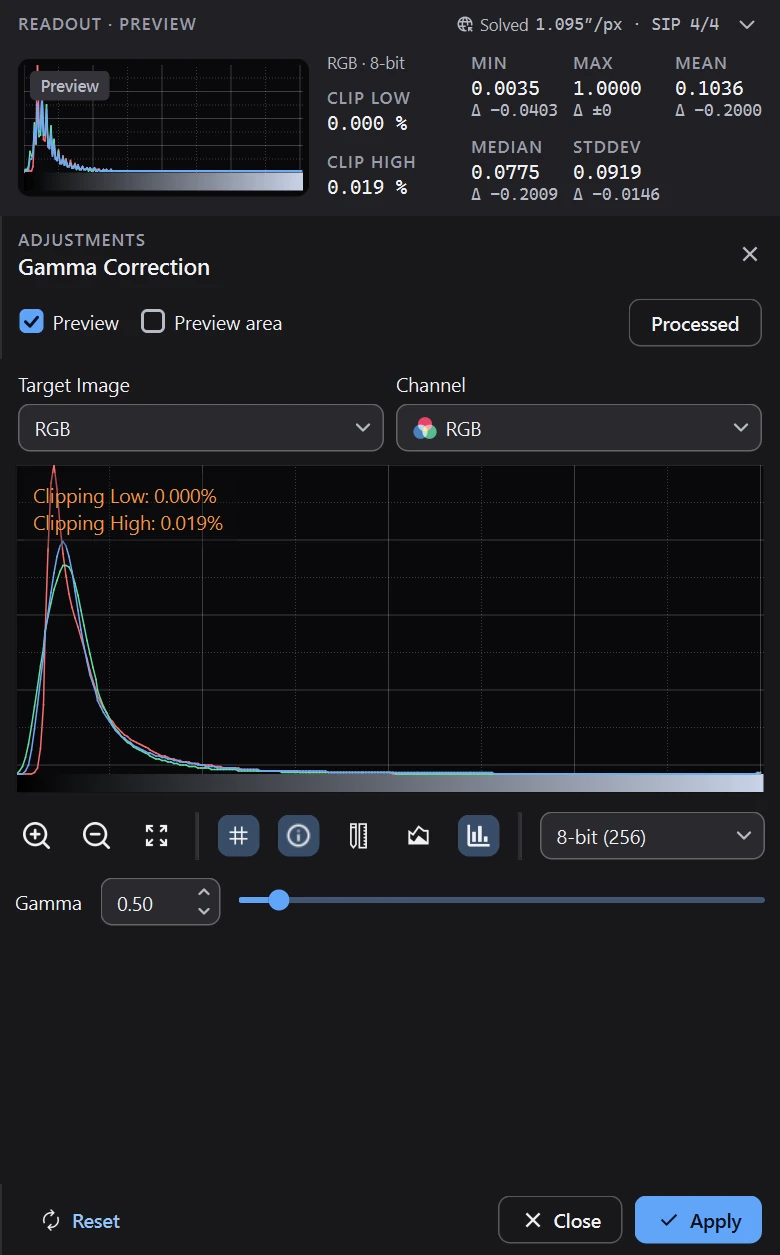 READOUT · PREVIEW
Solved 1.095″/px · SIP 4/4
Preview
RGB · 8-bit
CLIP LOW
0.000 %
CLIP HIGH
0.019 %
MIN
0.0035
Δ −0.0403
MAX
1.0000
Δ ±0
MEAN
0.1036
Δ −0.2000
MEDIAN
0.0775
Δ −0.2009
STDDEV
0.0919
Δ −0.0146
ADJUSTMENTS
Gamma Correction
Preview
Preview area
Processed
Target Image
Channel
RGB
RGB
Clipping Low: 0.000%
Clipping High: 0.019%
8-bit (256)
Gamma
0.50
Reset
Close
Apply